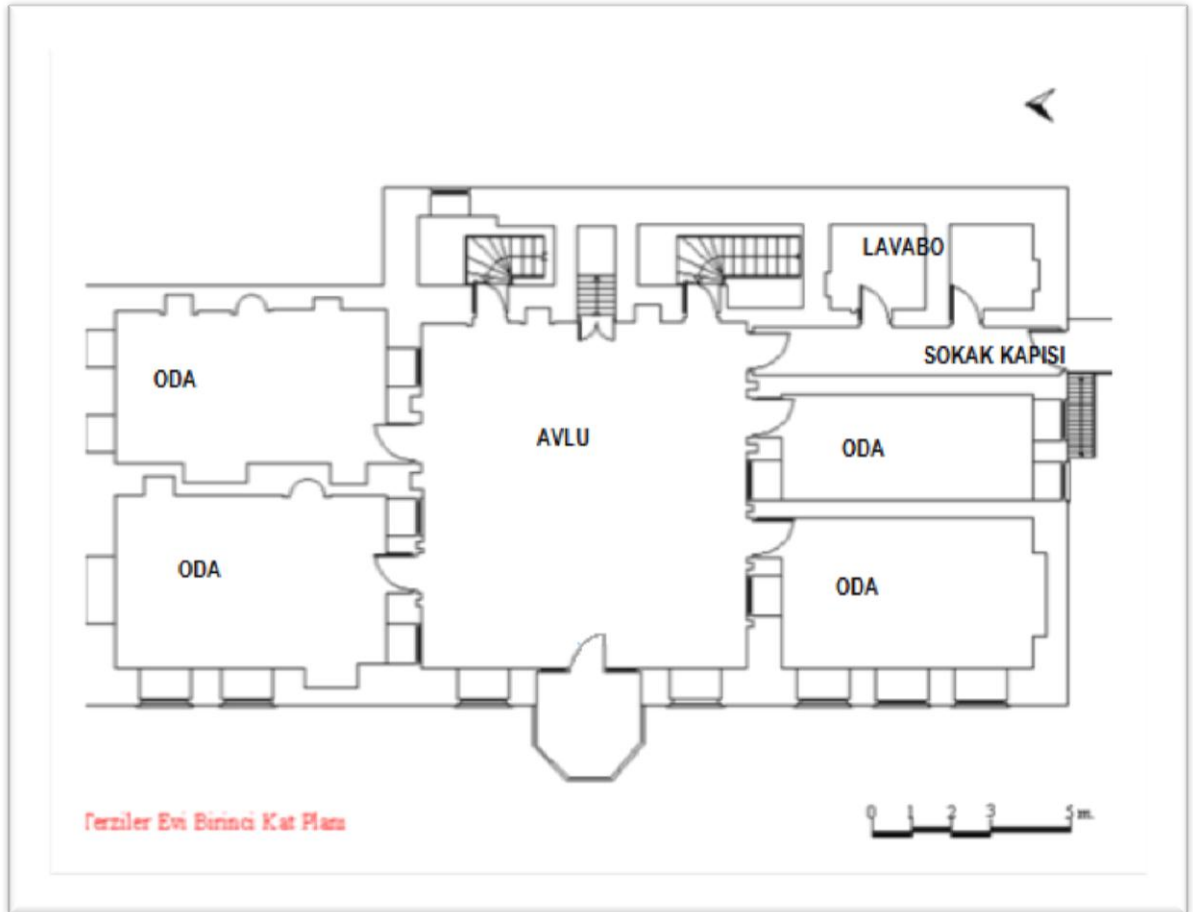 LAVABO
SOKAK KAPISI
ODA
AVLU
ODA
ODA
ODA
Terziler Evi Birinci Kat Planı
0 1 2 3 5 m.